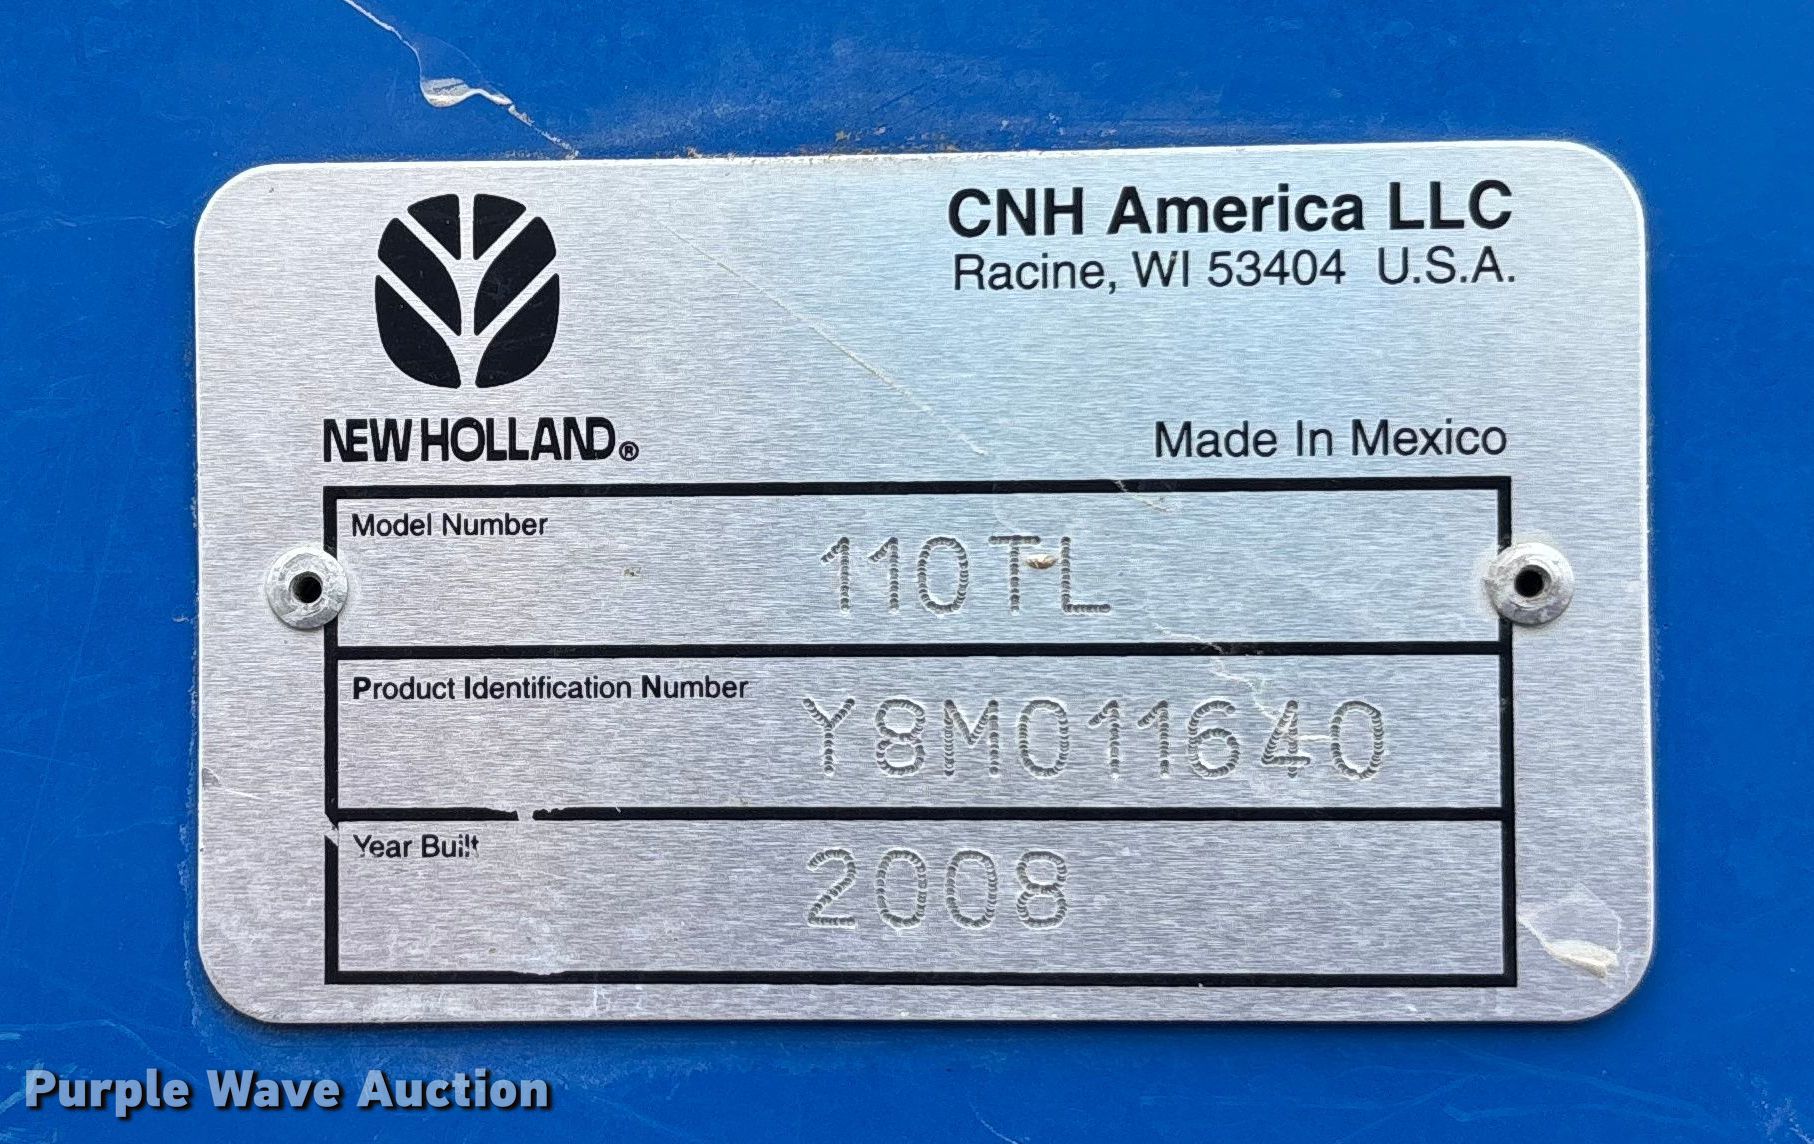 CNH America LLC
Racine, WI 53404 U.S.A.
NEW HOLLAND®
Made In Mexico
Model Number
110TL
Product Identification Number
Y8M011640
Year Built
2008
Purple Wave Auction